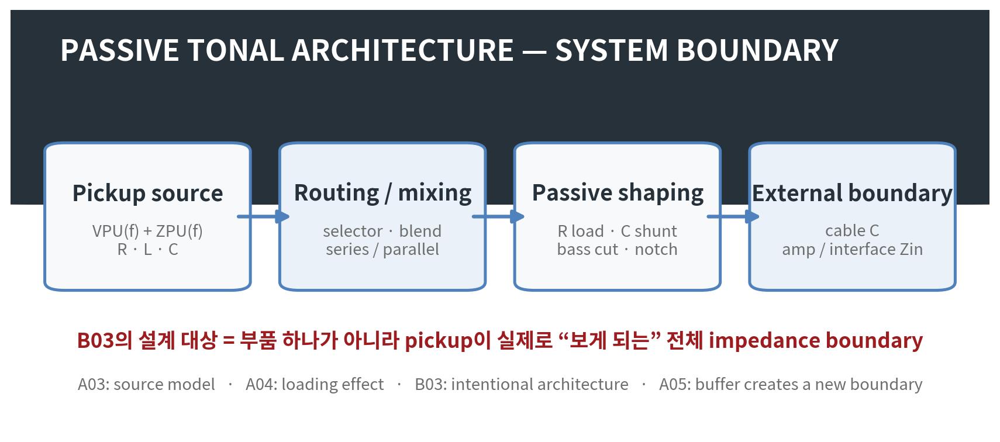 PASSIVE TONAL ARCHITECTURE — SYSTEM BOUNDARY
Pickup source
VPU(f) + ZPU(f)
R · L · C
Routing / mixing
selector · blend
series / parallel
Passive shaping
R load · C shunt
bass cut · notch
External boundary
cable C
amp / interface Zin
B03의 설계 대상 = 부품 하나가 아니라 pickup이 실제로 “보게 되는” 전체 impedance boundary
A03: source model · A04: loading effect · B03: intentional architecture · A05: buffer creates a new boundary